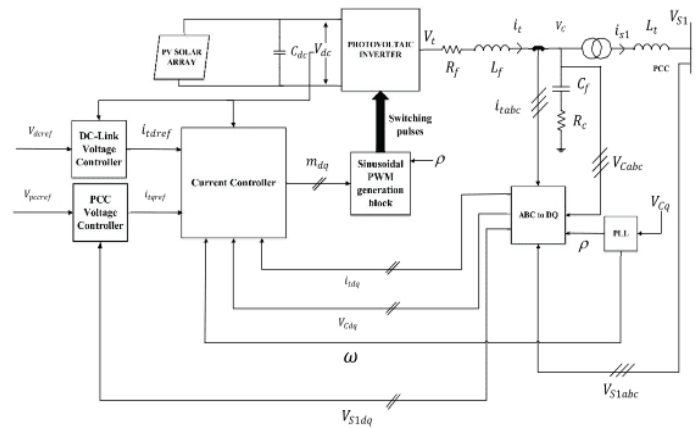 PV SOLAR
ARRAY
C_dc
V_dc
PHOTOVOLTAIC
INVERTER
V_t
R_f
L_f
i_t
V_c
i_s1
L_t
V_S1
PCC
C_f
R_c
i_tabc
V_Cabc
Switching
pulses
V_dcref
DC-Link
Voltage
Controller
i_tdref
Current Controller
m_dq
Sinusoidal
PWM
generation
block
ρ
V_pccref
PCC
Voltage
Controller
i_tqref
ABC to DQ
ρ
PLL
V_Cq
i_tdq
V_Cdq
ω
V_S1dq
V_S1abc